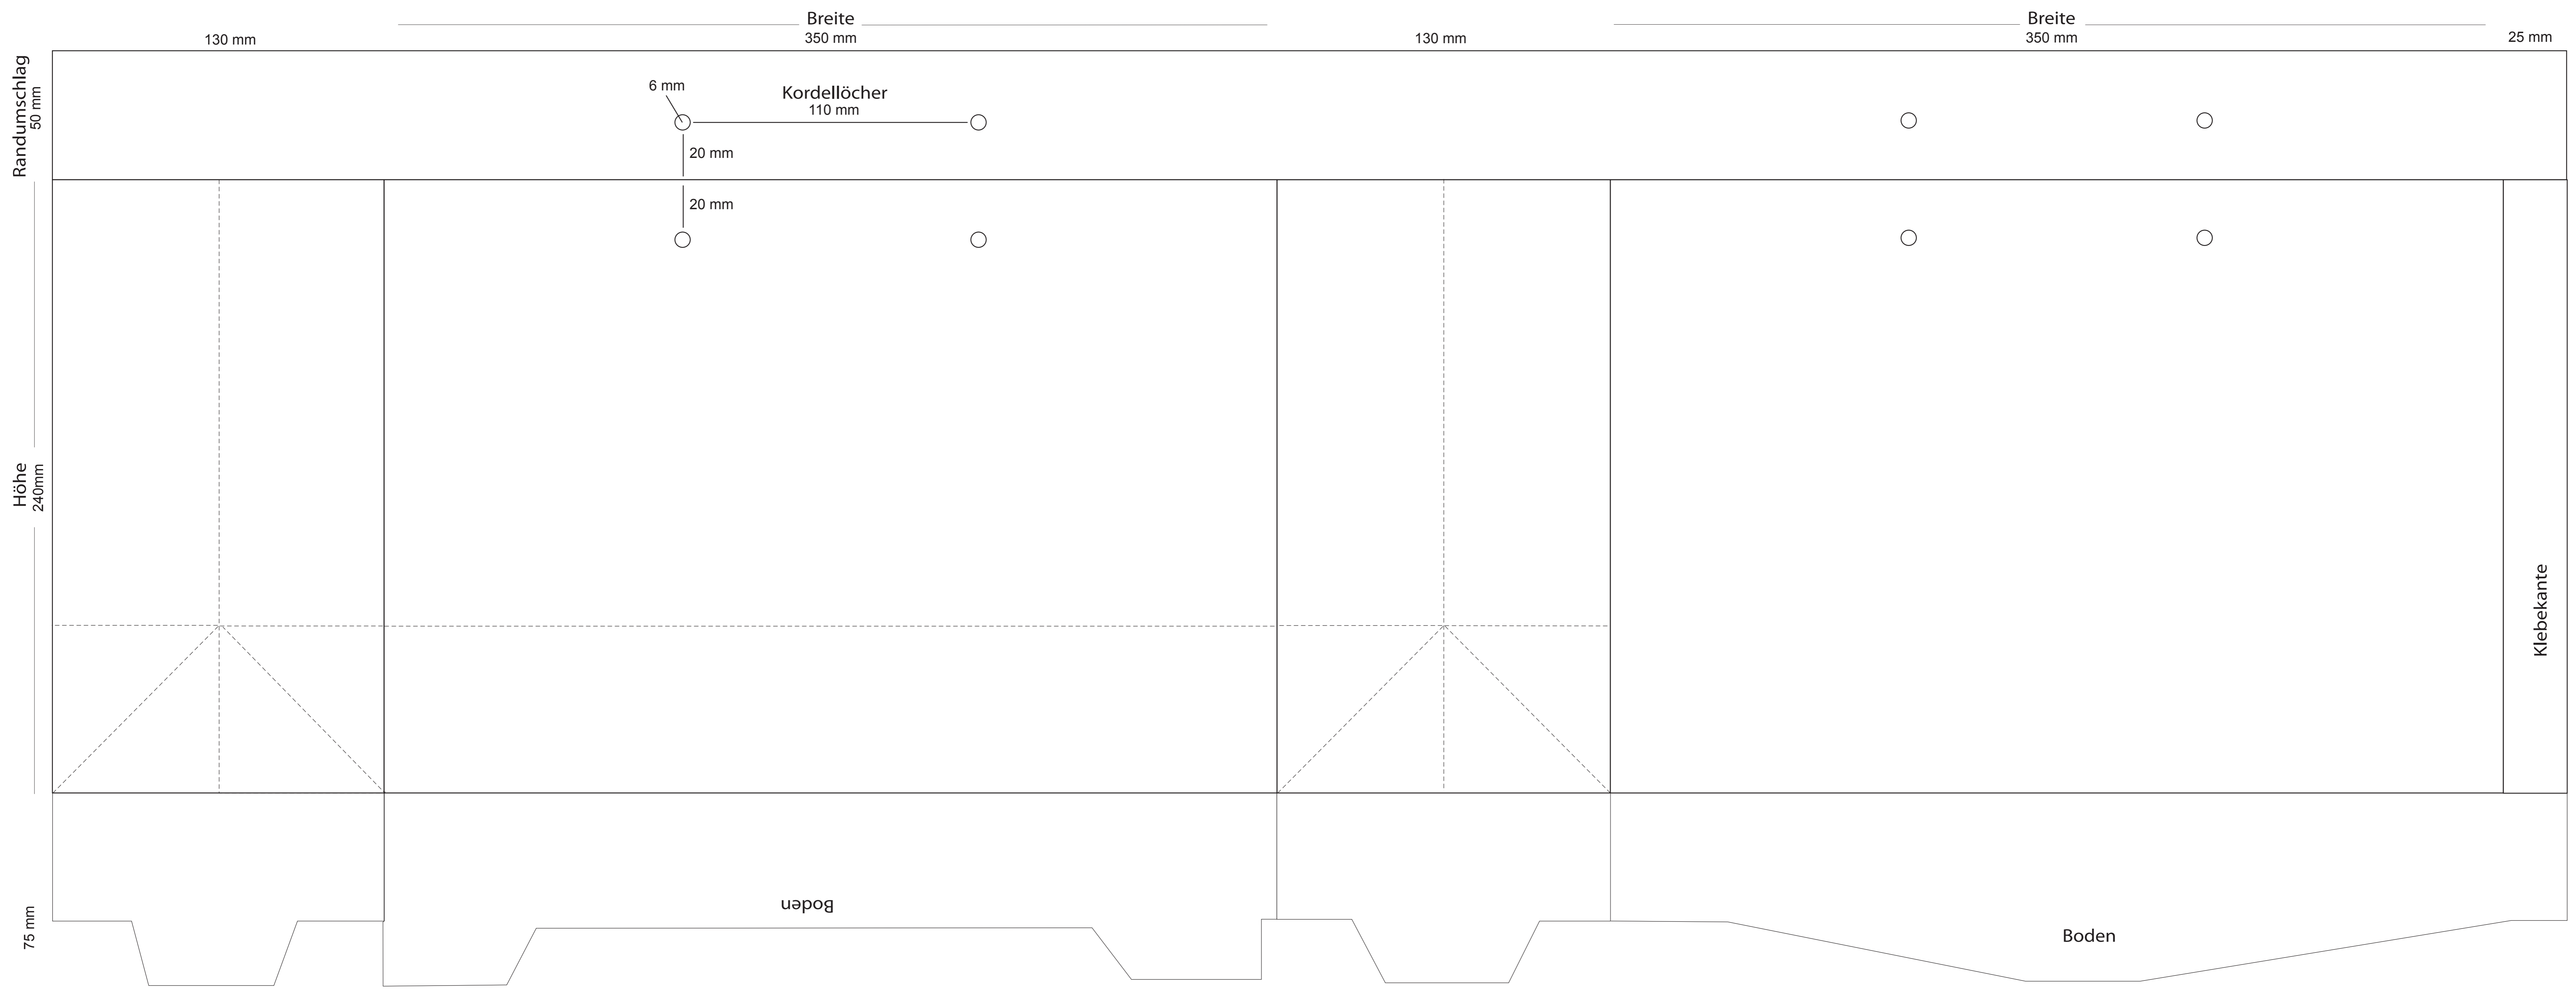 Breite
350 mm
Breite
350 mm
130 mm
130 mm
25 mm
Randumschlag
50 mm
6 mm
Kordellöcher
110 mm
20 mm
20 mm
Höhe
240mm
Klebekante
75 mm
Boden
Boden